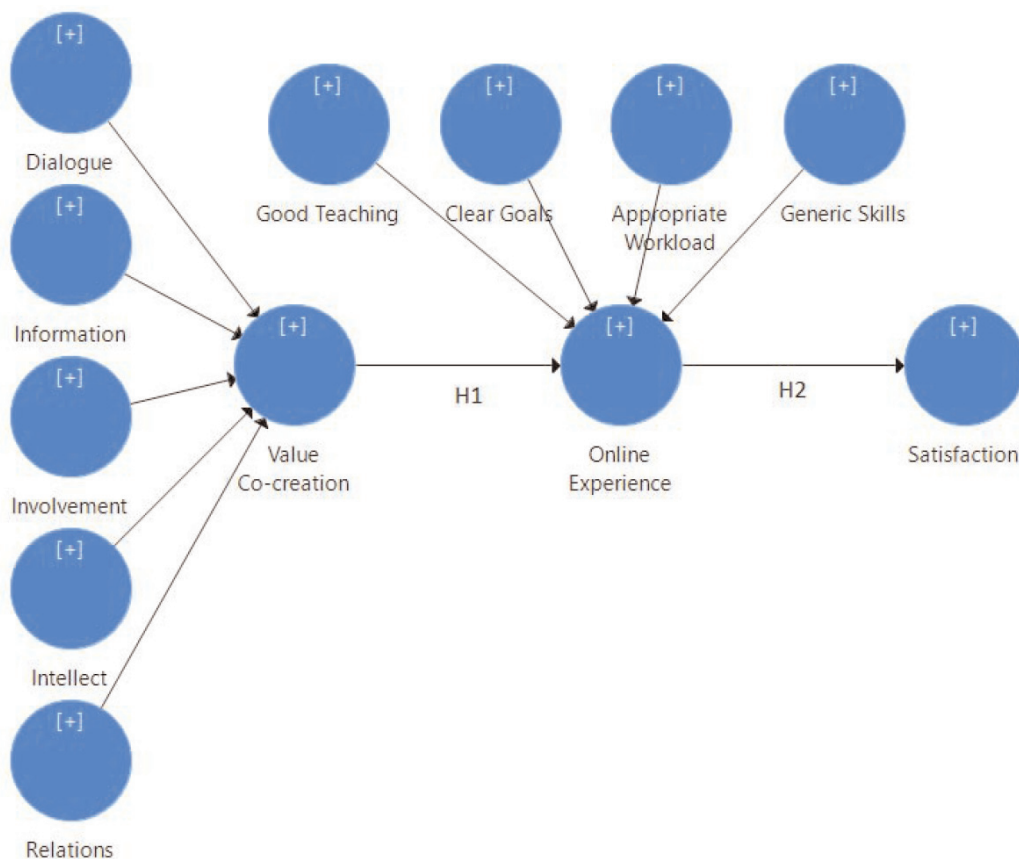 [+]
Dialogue
[+]
Information
[+]
Involvement
[+]
Intellect
[+]
Relations
[+]
Good Teaching
[+]
Clear Goals
[+]
Appropriate
Workload
[+]
Generic Skills
[+]
Value
Co-creation
H1
[+]
Online
Experience
H2
[+]
Satisfaction